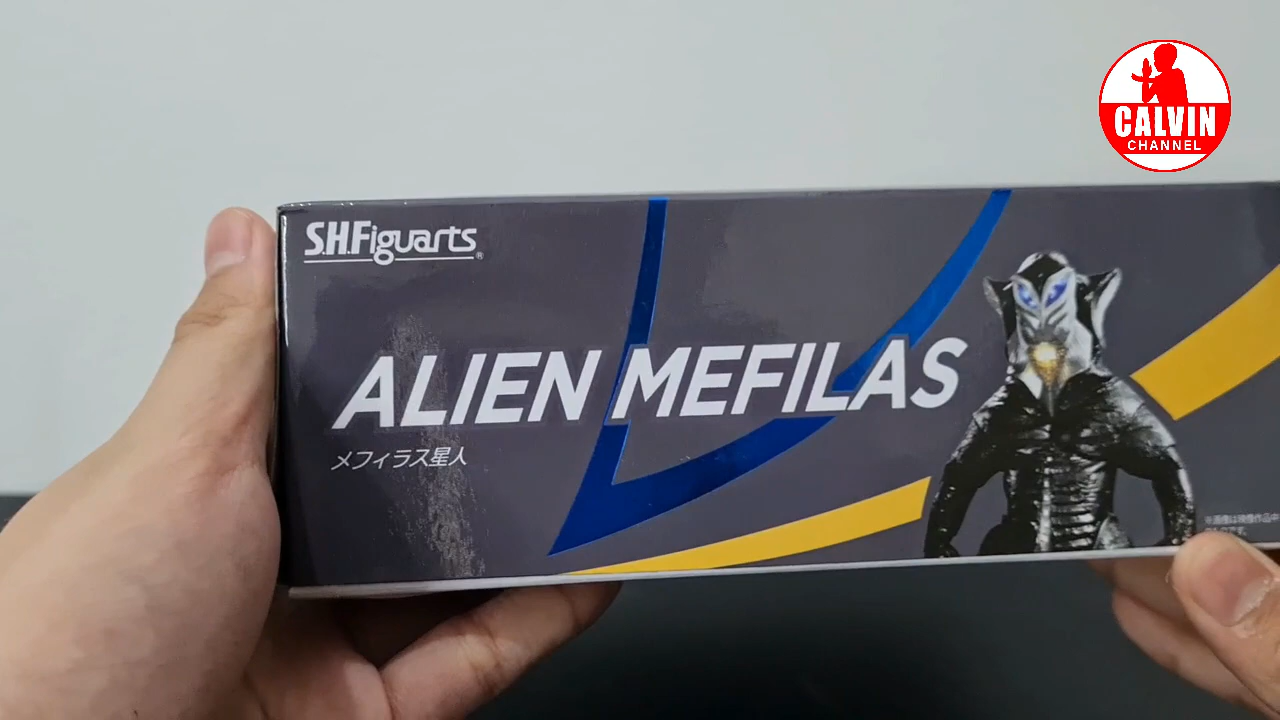 CALVIN
CHANNEL
S.H.Figuarts®
ALIEN MEFILAS
メフィラス星人